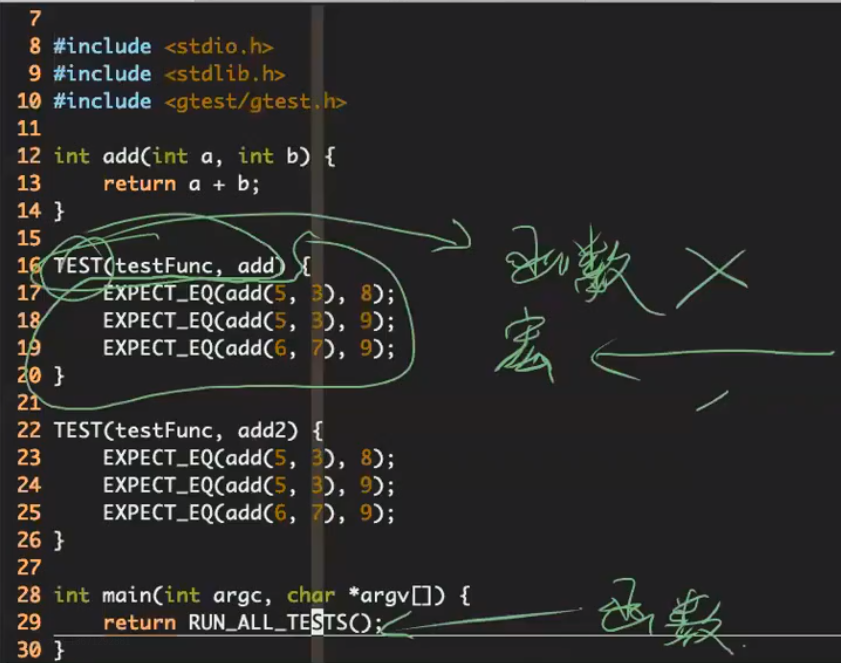 7
8 #include <stdio.h>
9 #include <stdlib.h>
10 #include <gtest/gtest.h>
11
12 int add(int a, int b) {
13     return a + b;
14 }
15
16 TEST(testFunc, add) {
17     EXPECT_EQ(add(5, 3), 8);
18     EXPECT_EQ(add(5, 3), 9);
19     EXPECT_EQ(add(6, 7), 9);
20 }
21
22 TEST(testFunc, add2) {
23     EXPECT_EQ(add(5, 3), 8);
24     EXPECT_EQ(add(5, 3), 9);
25     EXPECT_EQ(add(6, 7), 9);
26 }
27
28 int main(int argc, char *argv[]) {
29     return RUN_ALL_TESTS();
30 }
函数
宏
函数